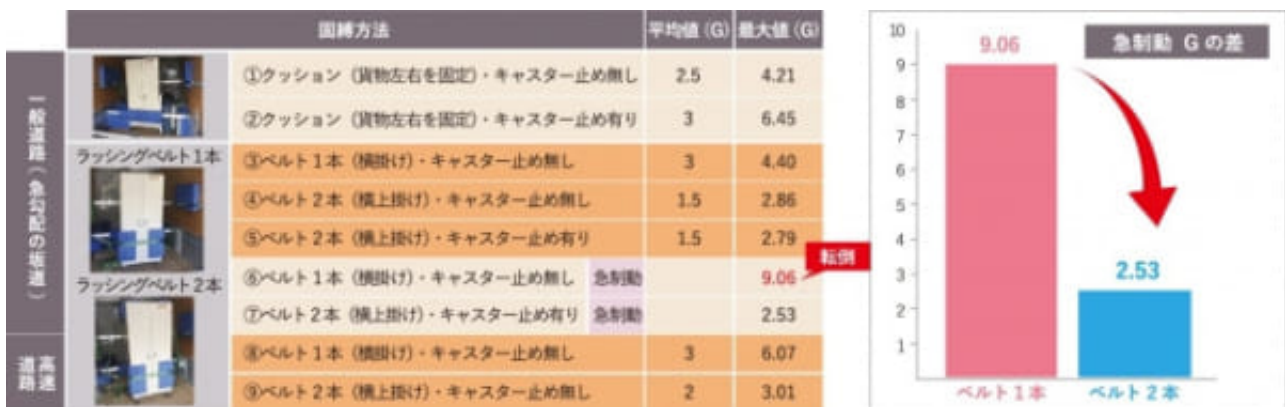 固縛方法 平均値 (G) 最大値 (G)
一般道路（急勾配の坂道）
①クッション（貨物左右を固定）・キャスター止め無し 2.5 4.21
②クッション（貨物左右を固定）・キャスター止め有り 3 6.45
ラッシングベルト1本
③ベルト1本（横掛け）・キャスター止め無し 3 4.40
④ベルト2本（横上掛け）・キャスター止め無し 1.5 2.86
⑤ベルト2本（横上掛け）・キャスター止め有り 1.5 2.79
ラッシングベルト2本
⑥ベルト1本（横掛け）・キャスター止め無し 急制動 9.06
転倒
⑦ベルト2本（横上掛け）・キャスター止め有り 急制動 2.53
高速道路
⑧ベルト1本（横掛け）・キャスター止め無し 3 6.07
⑨ベルト2本（横上掛け）・キャスター止め無し 2 3.01
急制動 G の差
10
9
8
7
6
5
4
3
2
1
9.06
2.53
ベルト1本 ベルト2本